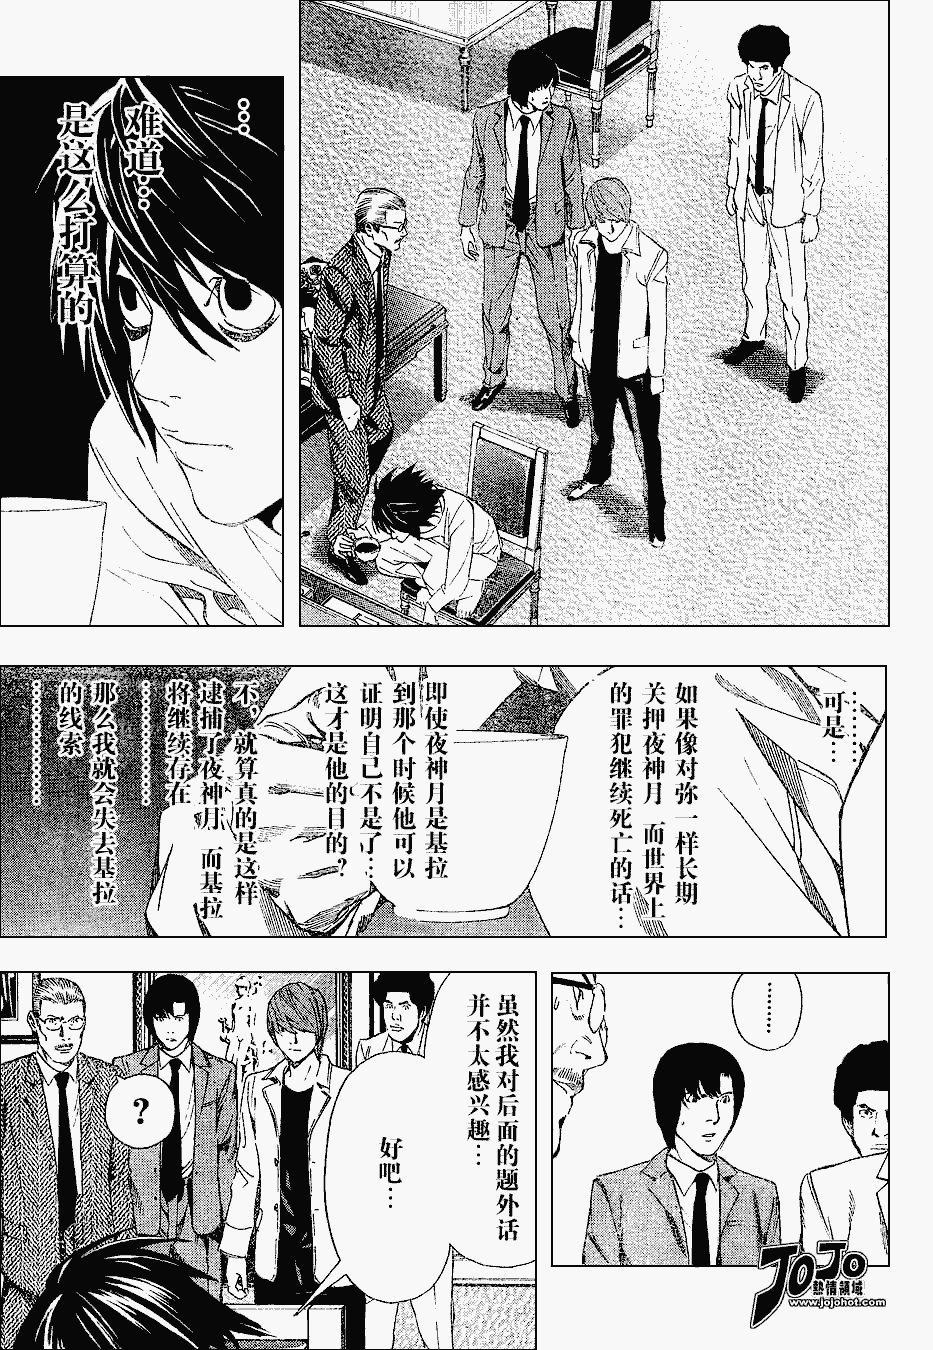 …
难道…
是这么打算的
………
可是…
如果像对弥一样长期
关押夜神月 而世界上
的罪犯继续死亡的话…
即使夜神月是基拉
到那个时候他可以
证明自己不是了…
这才是他的目的?
不,就算真的是这样
逮捕了夜神月 而基拉
将继续存在
…………
那么我就会失去基拉
的线索
…………
……
虽然我对后面的题外话
并不太感兴趣…
好吧…
?
JOJO
熱情領域
www.jojohot.com